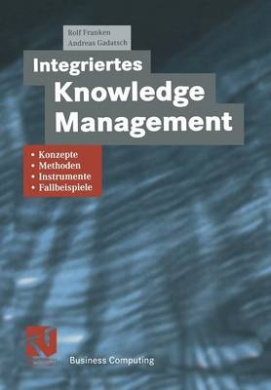 Rolf Franken
Andreas Gadatsch
Integriertes
Knowledge
Management
• Konzepte
• Methoden
• Instrumente
• Fallbeispiele
Business Computing